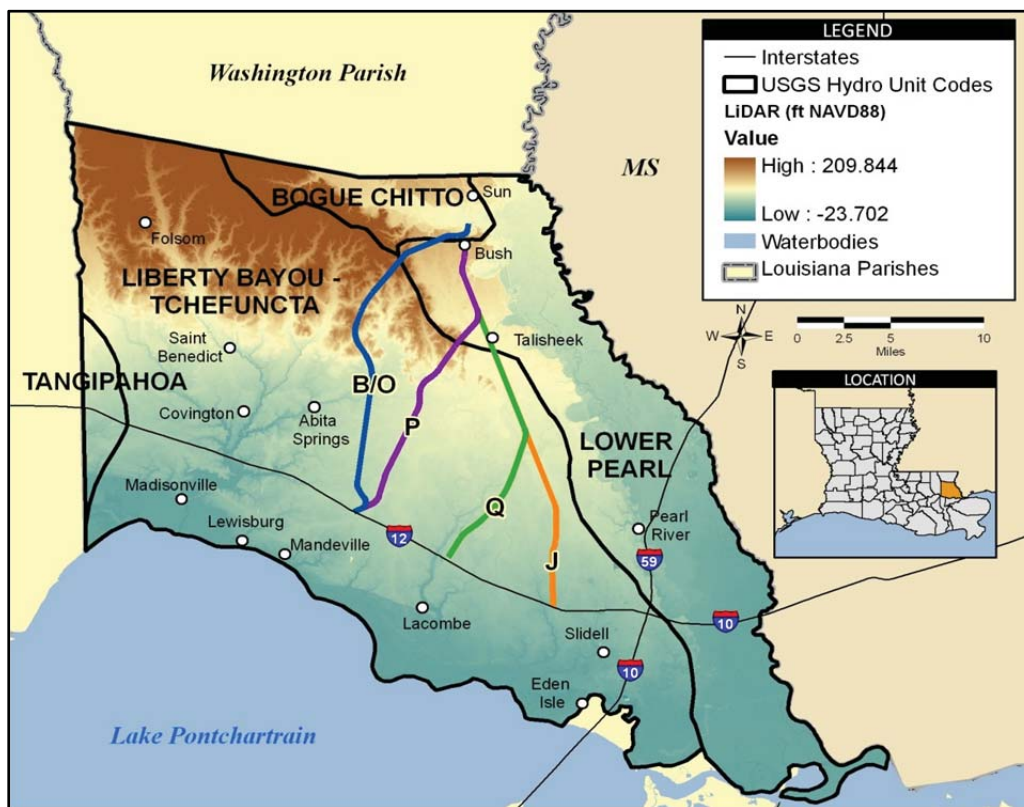 Washington Parish
MS
LEGEND
Interstates
USGS Hydro Unit Codes
LiDAR (ft NAVD88)
Value
High : 209.844
Low : -23.702
Waterbodies
Louisiana Parishes
N
W
E
S
0
2.5
5
10
Miles
LOCATION
BOGUE CHITTO
Sun
Folsom
Bush
LIBERTY BAYOU -
TCHEFUNCTA
Talisheek
Saint
Benedict
TANGIPAHOA
B/O
P
Covington
Abita
Springs
LOWER
PEARL
Madisonville
Q
Pearl
River
Lewisburg
12
Mandeville
59
J
Lacombe
10
Slidell
10
Eden
Isle
Lake Pontchartrain